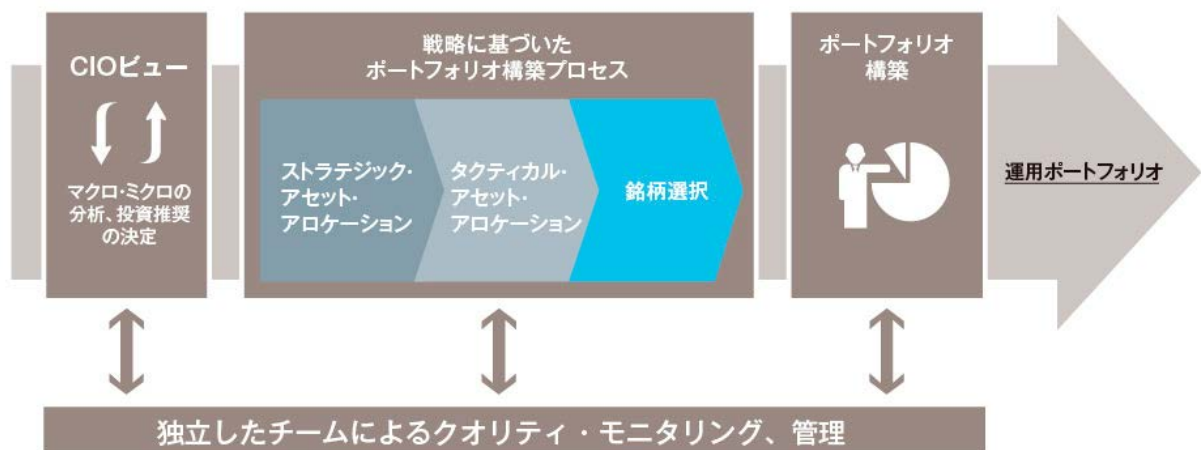 CIOビュー
マクロ・ミクロの
分析、投資推奨
の決定
戦略に基づいた
ポートフォリオ構築プロセス
ストラテジック・
アセット・
アロケーション
タクティカル・
アセット・
アロケーション
銘柄選択
ポートフォリオ
構築
運用ポートフォリオ
独立したチームによるクオリティ・モニタリング、管理